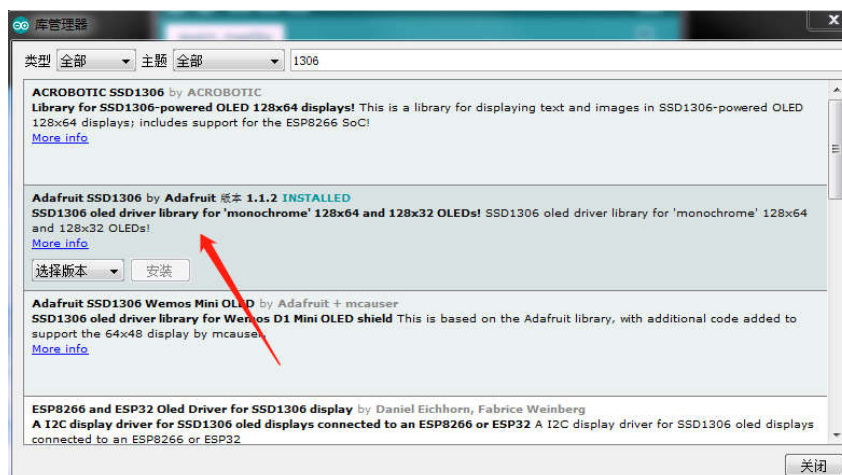 库管理器
类型 全部 主题 全部 1306
ACROBOTIC SSD1306 by ACROBOTIC
Library for SSD1306-powered OLED 128x64 displays! This is a library for displaying text and images in SSD1306-powered OLED
128x64 displays; includes support for the ESP8266 SoC!
More info
Adafruit SSD1306 by Adafruit 版本 1.1.2 INSTALLED
SSD1306 oled driver library for 'monochrome' 128x64 and 128x32 OLEDs! SSD1306 oled driver library for 'monochrome' 128x64
and 128x32 OLEDs!
More info
选择版本 安装
Adafruit SSD1306 Wemos Mini OLED by Adafruit + mcauser
SSD1306 oled driver library for Wemos D1 Mini OLED shield This is based on the Adafruit library, with additional code added to
support the 64x48 display by mcauser.
More info
ESP8266 and ESP32 Oled Driver for SSD1306 display by Daniel Eichhorn, Fabrice Weinberg
A I2C display driver for SSD1306 oled displays connected to an ESP8266 or ESP32 A I2C display driver for SSD1306 oled displays
connected to an ESP8266 or ESP32
关闭